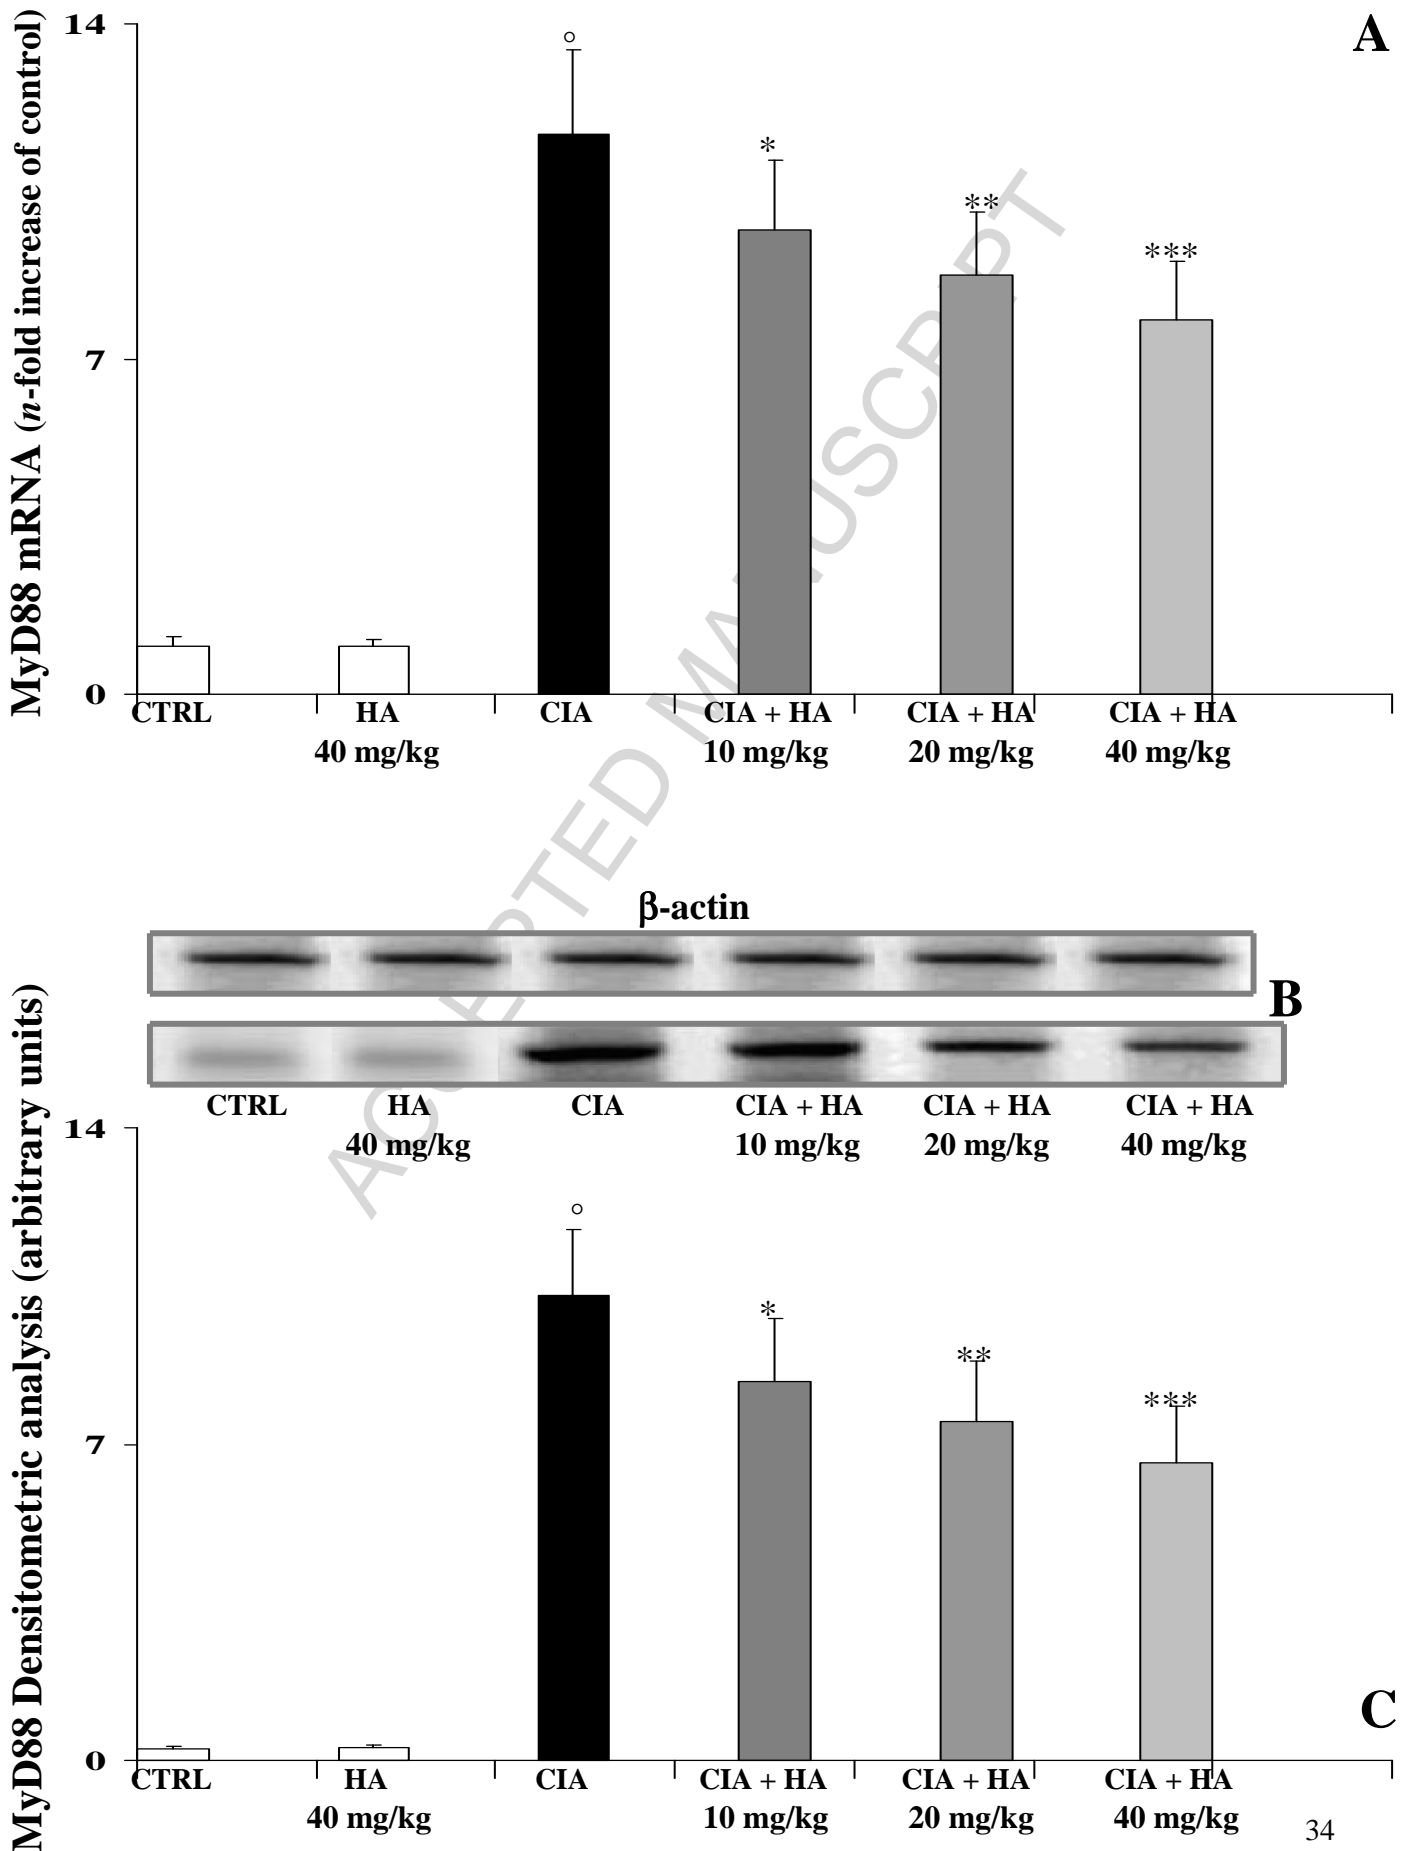 A
MyD88 mRNA (n-fold increase of control)
14
7
0
°
*
**
***
CTRL HA CIA CIA + HA CIA + HA CIA + HA
40 mg/kg 10 mg/kg 20 mg/kg 40 mg/kg
ACCEPTED MANUSCRIPT
β-actin
B
CTRL HA CIA CIA + HA CIA + HA CIA + HA
40 mg/kg 10 mg/kg 20 mg/kg 40 mg/kg
MyD88 Densitometric analysis (arbitrary units)
14
7
0
°
*
**
***
C
CTRL HA CIA CIA + HA CIA + HA CIA + HA
40 mg/kg 10 mg/kg 20 mg/kg 40 mg/kg
34